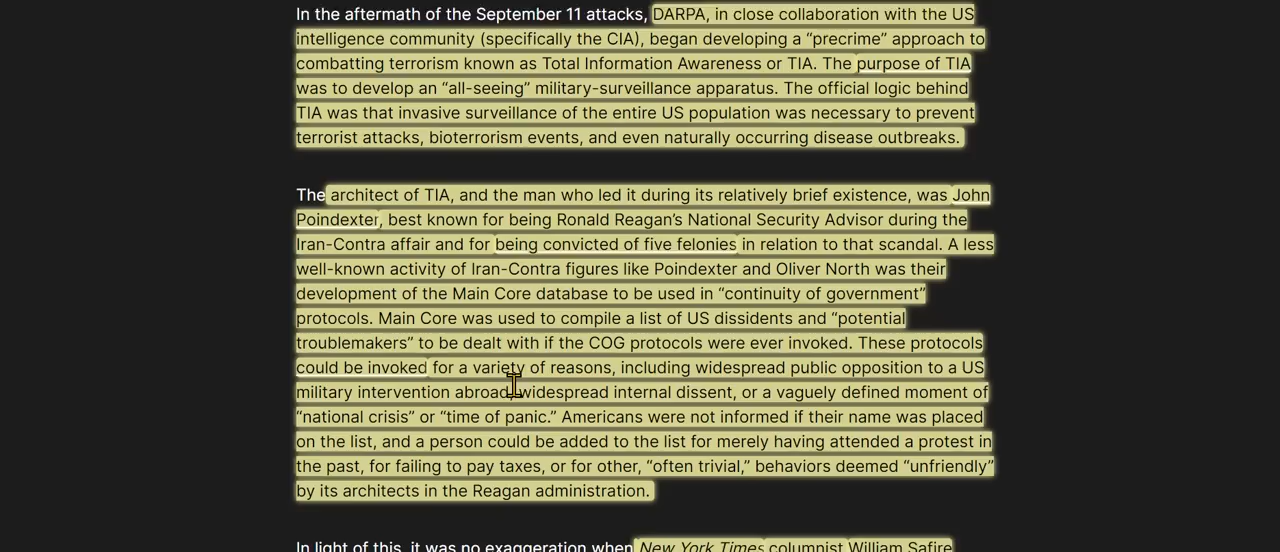 In the aftermath of the September 11 attacks, DARPA, in close collaboration with the US
intelligence community (specifically the CIA), began developing a “precrime” approach to
combatting terrorism known as Total Information Awareness or TIA. The purpose of TIA
was to develop an “all-seeing” military-surveillance apparatus. The official logic behind
TIA was that invasive surveillance of the entire US population was necessary to prevent
terrorist attacks, bioterrorism events, and even naturally occurring disease outbreaks.
The architect of TIA, and the man who led it during its relatively brief existence, was John
Poindexter, best known for being Ronald Reagan’s National Security Advisor during the
Iran-Contra affair and for being convicted of five felonies in relation to that scandal. A less
well-known activity of Iran-Contra figures like Poindexter and Oliver North was their
development of the Main Core database to be used in “continuity of government”
protocols. Main Core was used to compile a list of US dissidents and “potential
troublemakers” to be dealt with if the COG protocols were ever invoked. These protocols
could be invoked for a variety of reasons, including widespread public opposition to a US
military intervention abroad, widespread internal dissent, or a vaguely defined moment of
“national crisis” or “time of panic.” Americans were not informed if their name was placed
on the list, and a person could be added to the list for merely having attended a protest in
the past, for failing to pay taxes, or for other, “often trivial,” behaviors deemed “unfriendly”
by its architects in the Reagan administration.
In light of this, it was no exaggeration when New York Times columnist William Safire